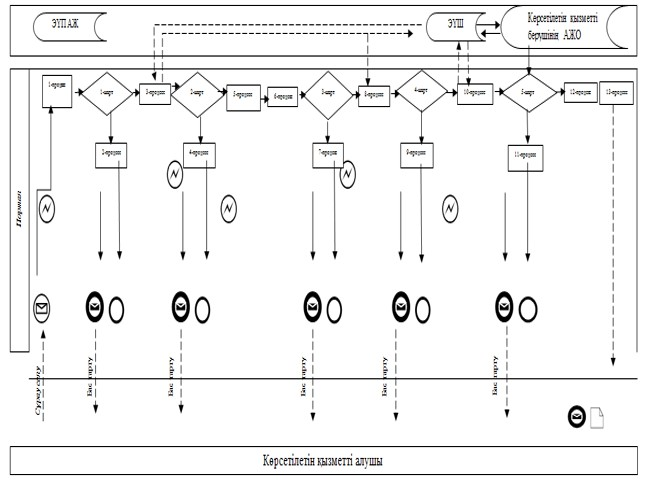 ЭҮПАЖ
ЭҮШ
Көрсетілетін қызметті
берушінің АЖО
1-процесс
1-шарт
3-процесс
2-шарт
5-процесс
6-процесс
3-шарт
8-процесс
4-шарт
10-процесс
5-шарт
12-процесс
13-процесс
2-процесс
4-процесс
7-процесс
9-процесс
11-процесс
Портал
Сұрау салу
Бас тарту
Бас тарту
Бас тарту
Бас тарту
Бас тарту
Көрсетілетін қызметті алушы